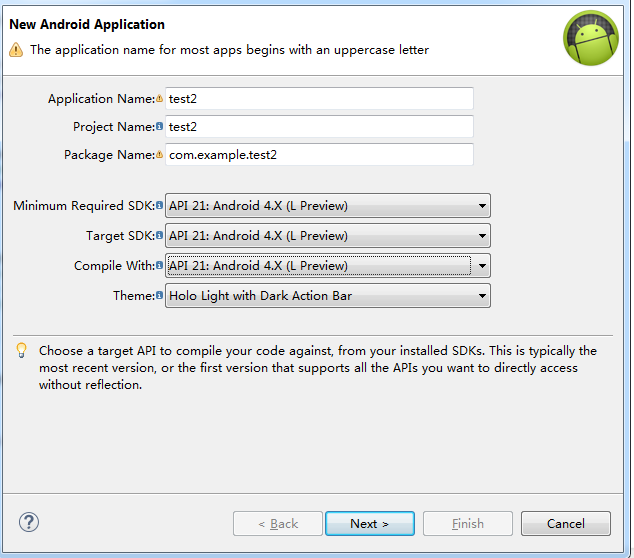 New Android Application
The application name for most apps begins with an uppercase letter
Application Name: test2
Project Name: test2
Package Name: com.example.test2
Minimum Required SDK: API 21: Android 4.X (L Preview)
Target SDK: API 21: Android 4.X (L Preview)
Compile With: API 21: Android 4.X (L Preview)
Theme: Holo Light with Dark Action Bar
Choose a target API to compile your code against, from your installed SDKs. This is typically the
most recent version, or the first version that supports all the APIs you want to directly access
without reflection.
? < Back Next > Finish Cancel